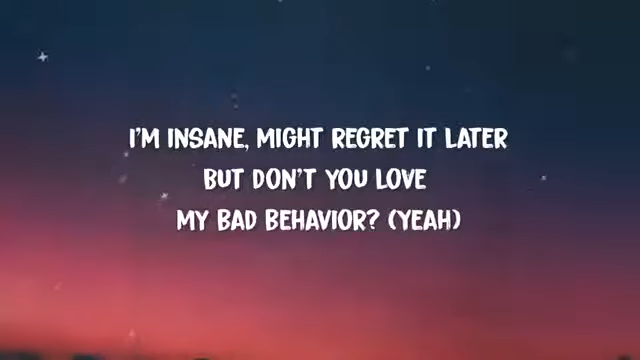 I'M INSANE, MIGHT REGRET IT LATER
BUT DON'T YOU LOVE
MY BAD BEHAVIOR? (YEAH)